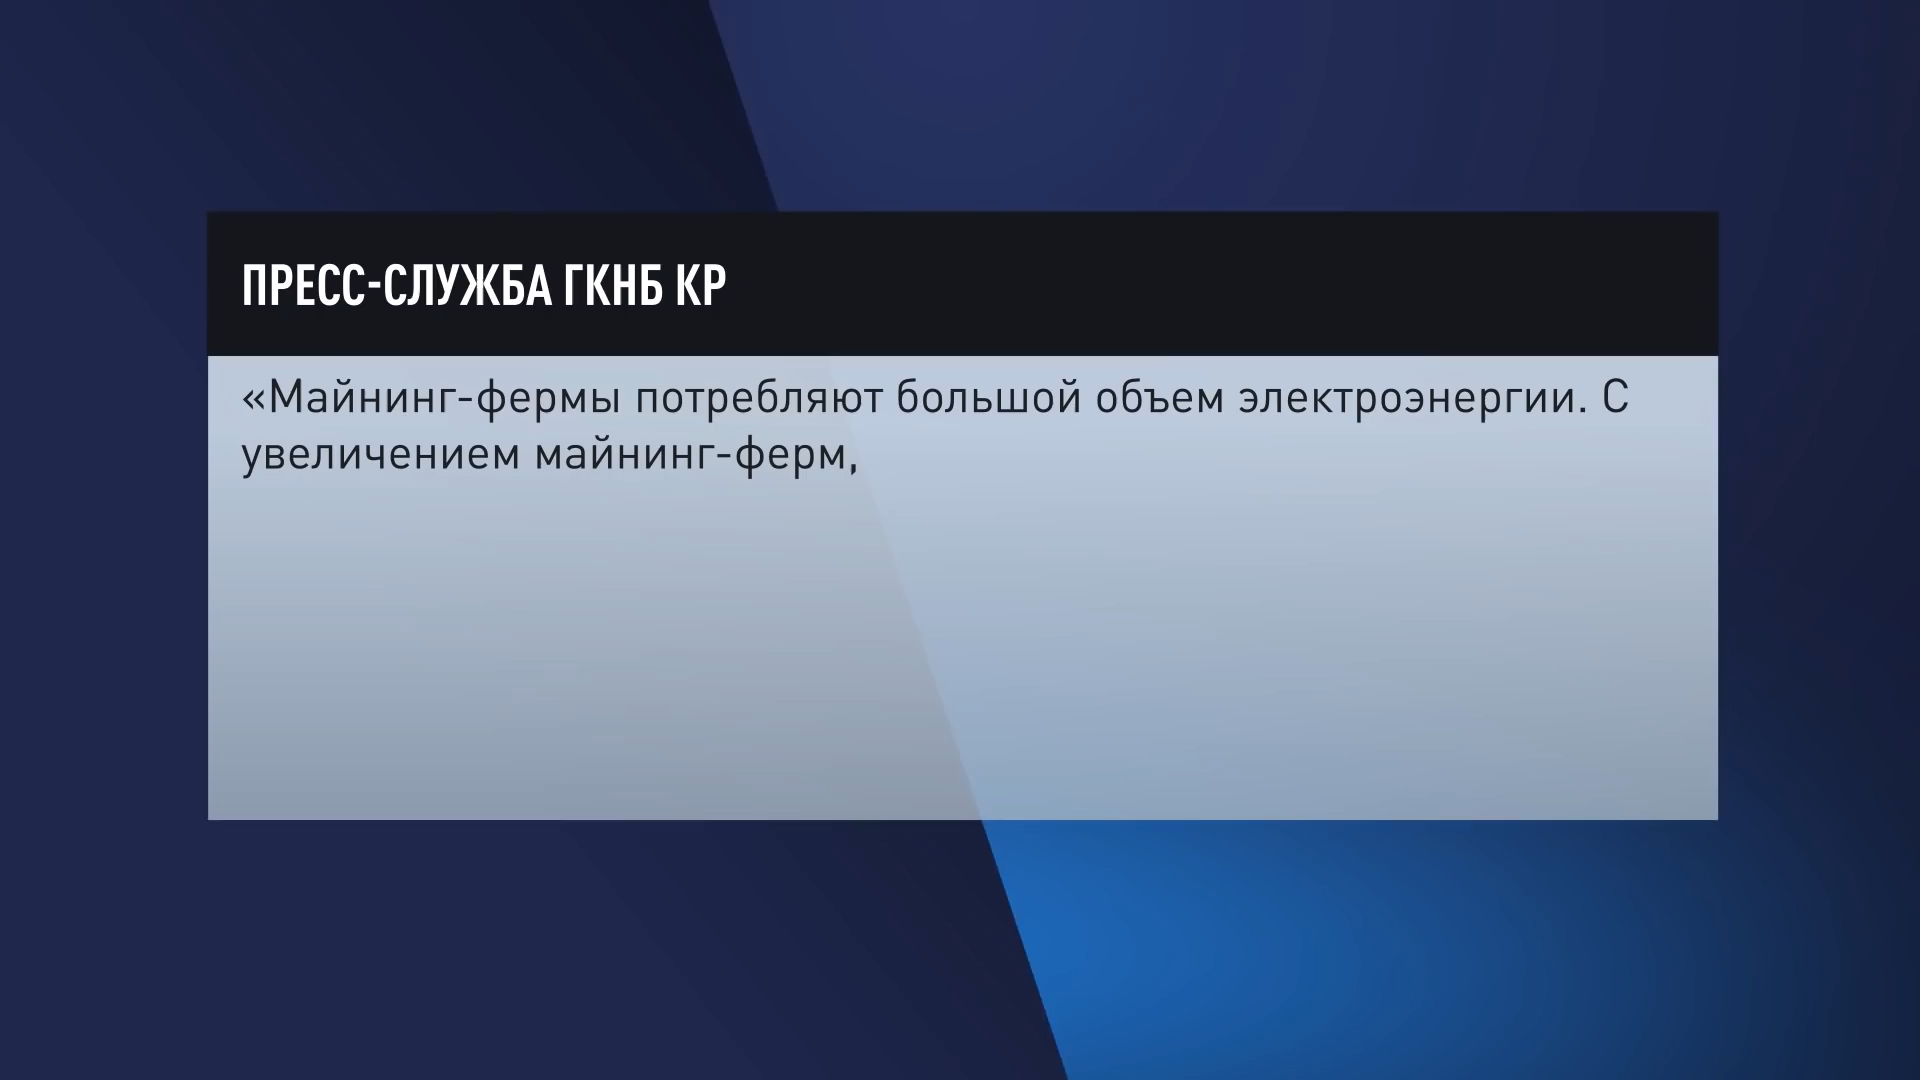 ПРЕСС-СЛУЖБА ГКНБ КР
«Майнинг-фермы потребляют большой объем электроэнергии. С
увеличением майнинг-ферм,